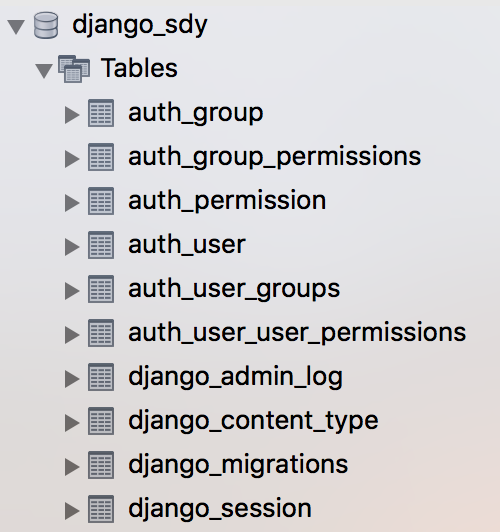 django_sdy
Tables
auth_group
auth_group_permissions
auth_permission
auth_user
auth_user_groups
auth_user_user_permissions
django_admin_log
django_content_type
django_migrations
django_session